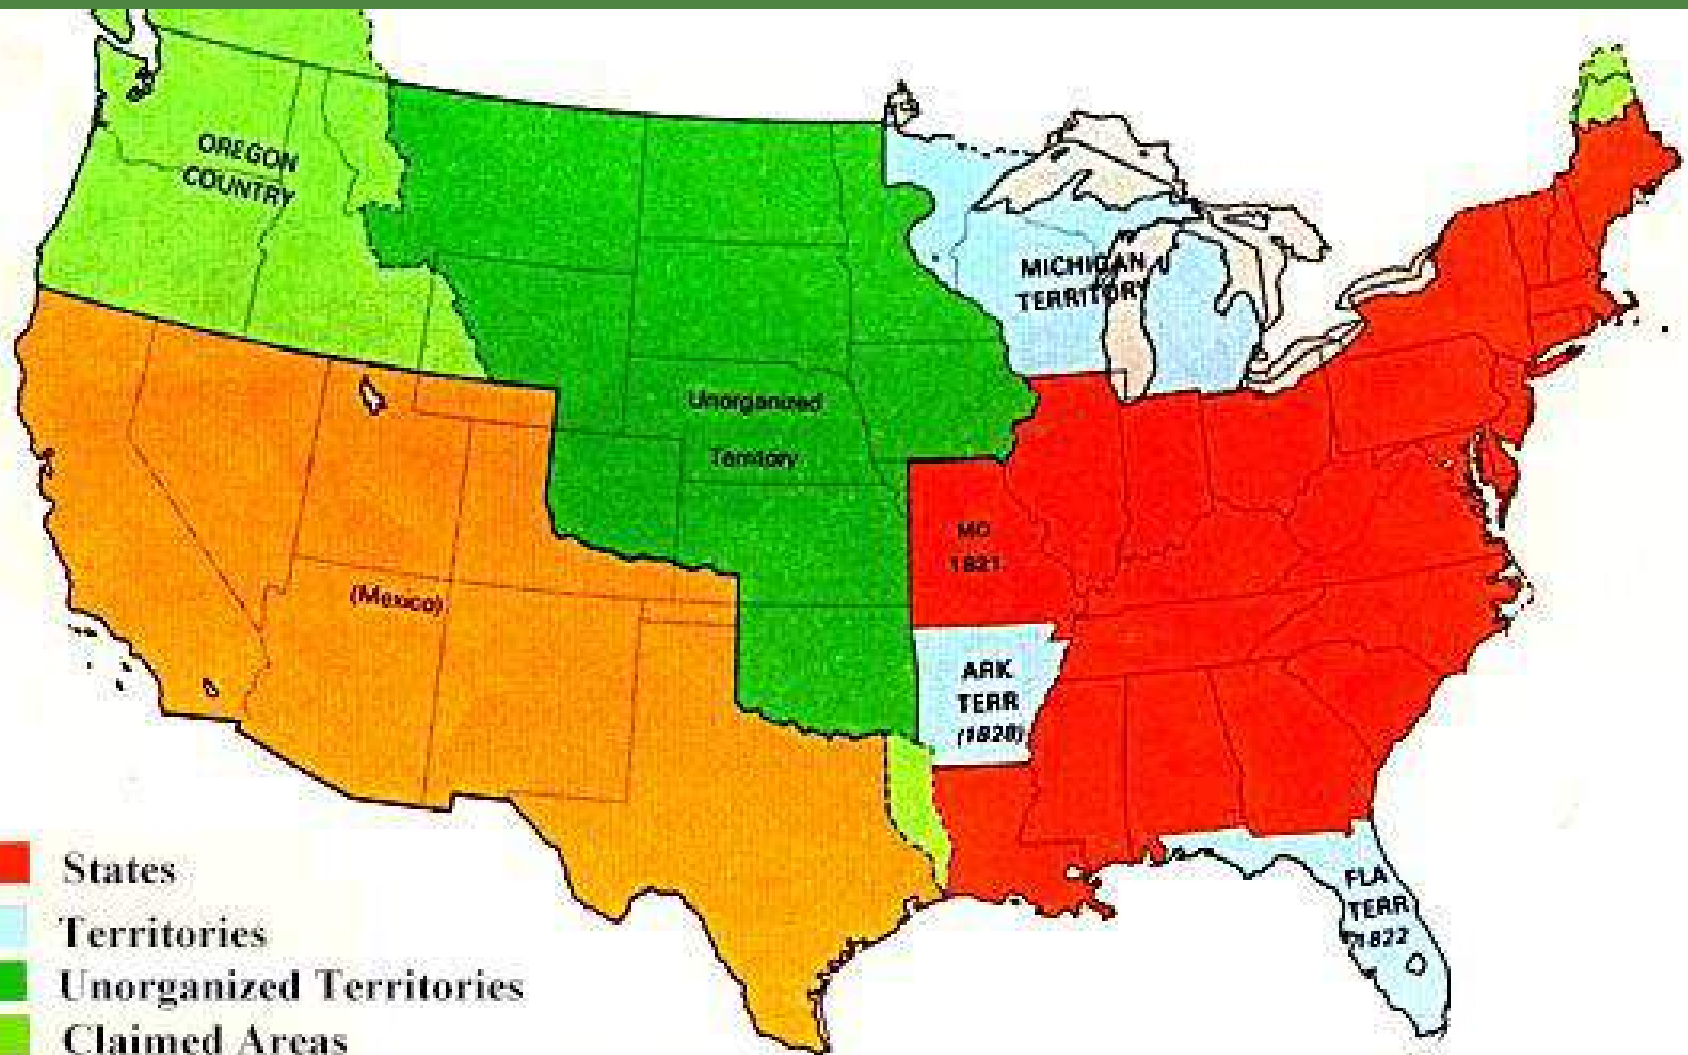 OREGON
COUNTRY
MICHIGAN
TERRITORY
Unorganized
Territory
MO
1821
(Mexico)
ARK
TERR
(1828)
FLA
TERR
1822
States
Territories
Unorganized Territories
Claimed Areas